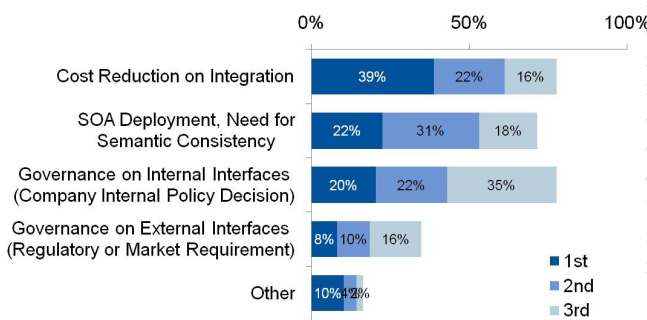 0% 50% 100%
Cost Reduction on Integration
39% 22% 16%
SOA Deployment, Need for
Semantic Consistency
22% 31% 18%
Governance on Internal Interfaces
(Company Internal Policy Decision)
20% 22% 35%
Governance on External Interfaces
(Regulatory or Market Requirement)
8% 10% 16%
Other
10% 4% 2%
1st
2nd
3rd